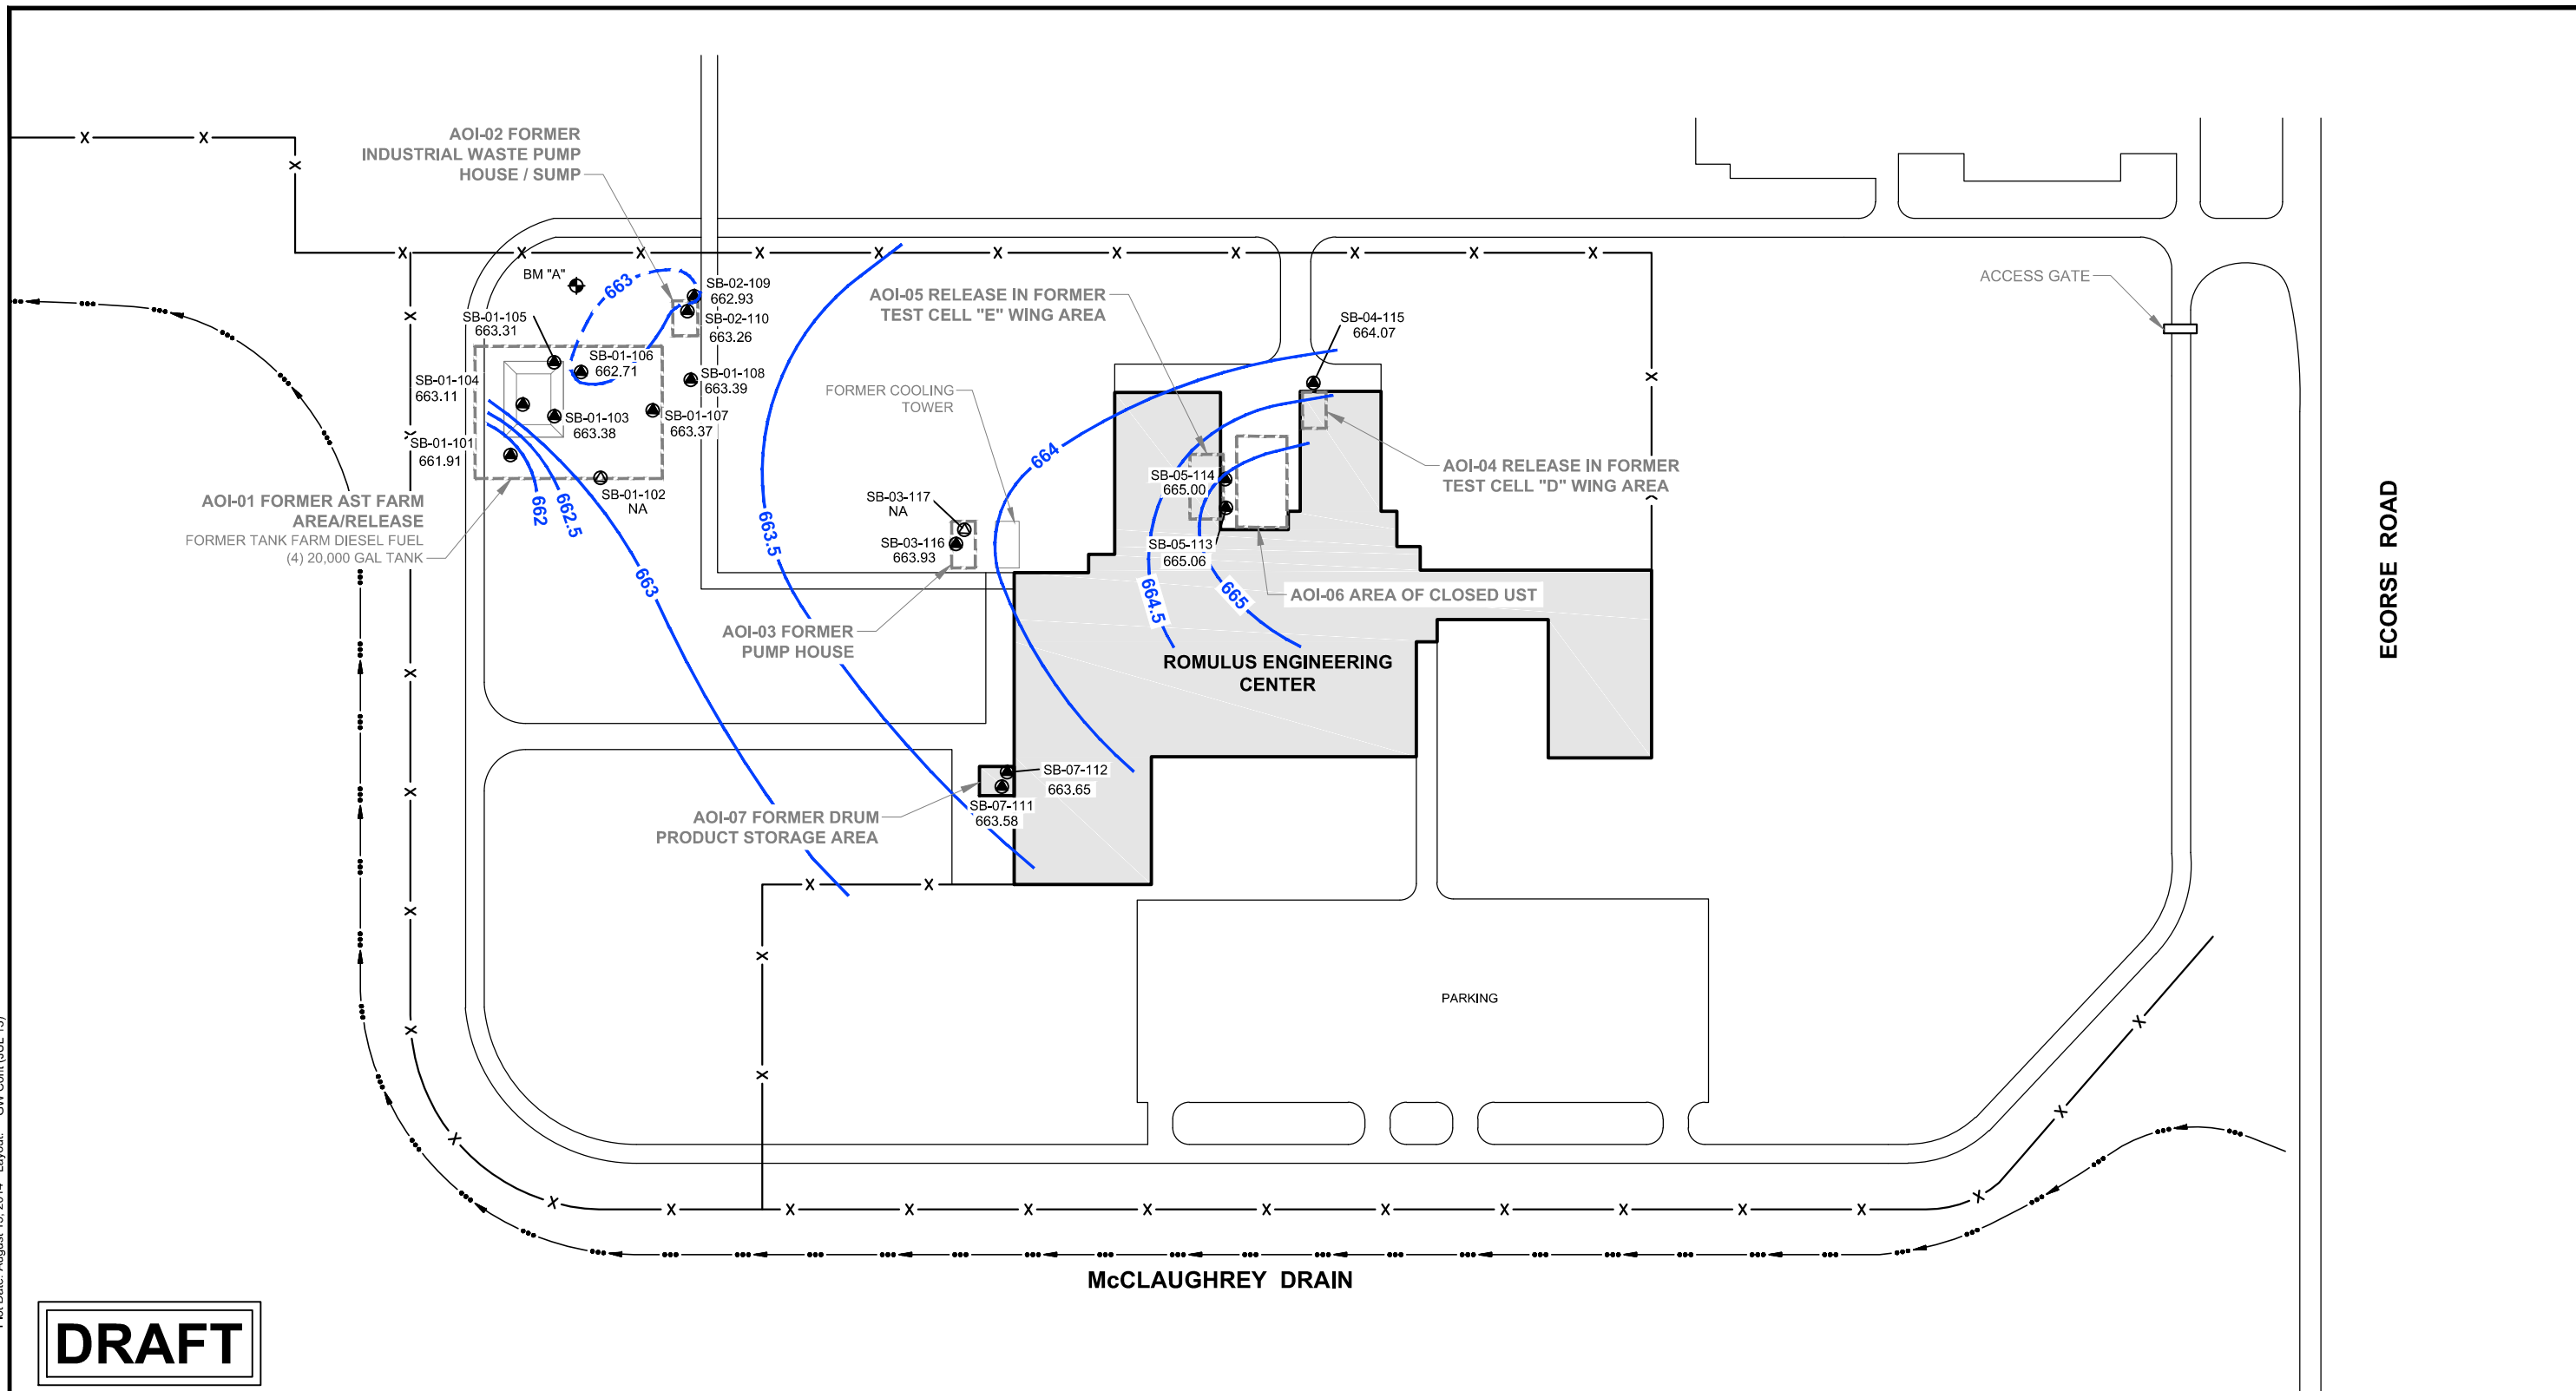 AOI-02 FORMER
INDUSTRIAL WASTE PUMP
HOUSE / SUMP
BM "A"
663
SB-02-109
662.93
SB-02-110
663.26
SB-01-105
663.31
SB-01-106
662.71
SB-01-108
663.39
SB-01-104
663.11
SB-01-103
663.38
SB-01-107
663.37
SB-01-101
661.91
SB-01-102
NA
AOI-01 FORMER AST FARM
AREA/RELEASE
FORMER TANK FARM DIESEL FUEL
(4) 20,000 GAL TANK
662
662.5
663
663.5
664
664.5
665
AOI-05 RELEASE IN FORMER
TEST CELL "E" WING AREA
SB-04-115
664.07
ACCESS GATE
FORMER COOLING
TOWER
SB-03-117
NA
SB-03-116
663.93
SB-05-114
665.00
SB-05-113
665.06
AOI-04 RELEASE IN FORMER
TEST CELL "D" WING AREA
AOI-06 AREA OF CLOSED UST
AOI-03 FORMER
PUMP HOUSE
ROMULUS ENGINEERING
CENTER
ECORSE ROAD
SB-07-112
663.65
SB-07-111
663.58
AOI-07 FORMER DRUM
PRODUCT STORAGE AREA
PARKING
McCLAUGHREY DRAIN
DRAFT